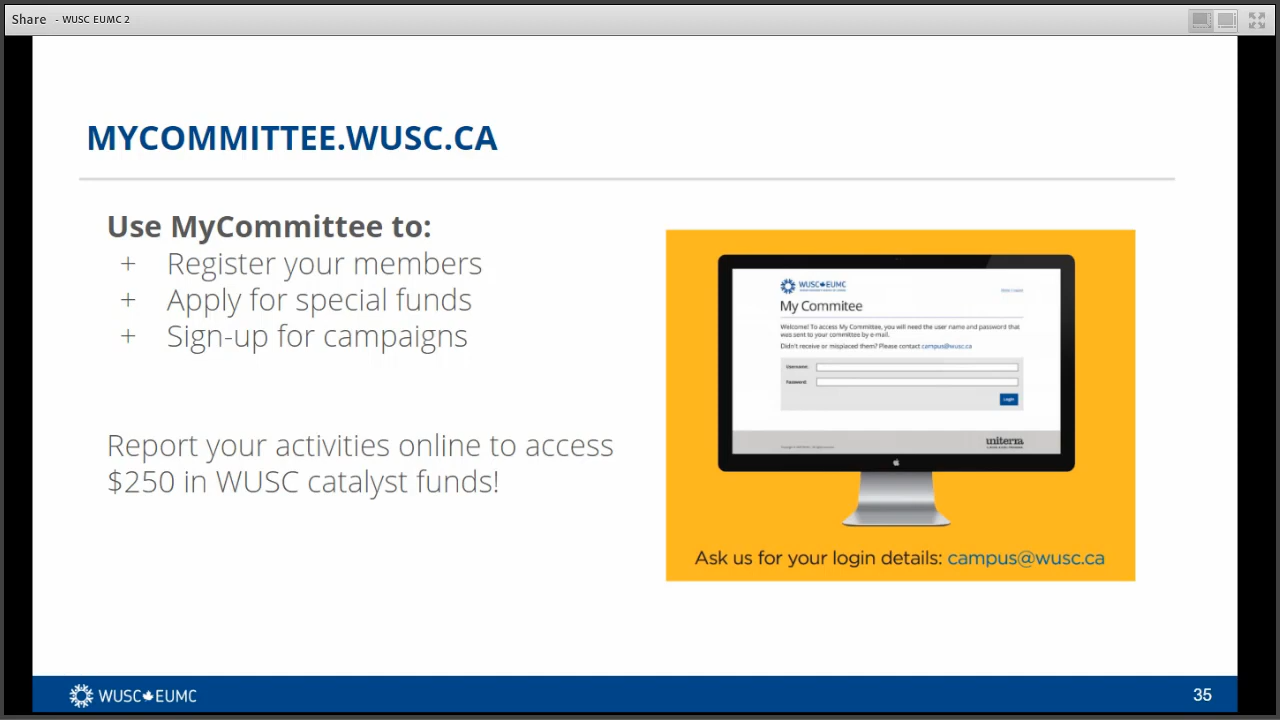 Share - WUSC EUMC 2
MYCOMMITTEE.WUSC.CA
Use MyCommittee to:
+ Register your members
+ Apply for special funds
+ Sign-up for campaigns
Report your activities online to access
$250 in WUSC catalyst funds!
WUSC EUMC
My Commitee
Welcome! To access My Committee, you will need the user name and password that
was sent to your committee by e-mail.
Didn't receive or misplaced them? Please contact campus@wusc.ca
Username:
Password:
Login
uniterra
Ask us for your login details: campus@wusc.ca
WUSC EUMC
35